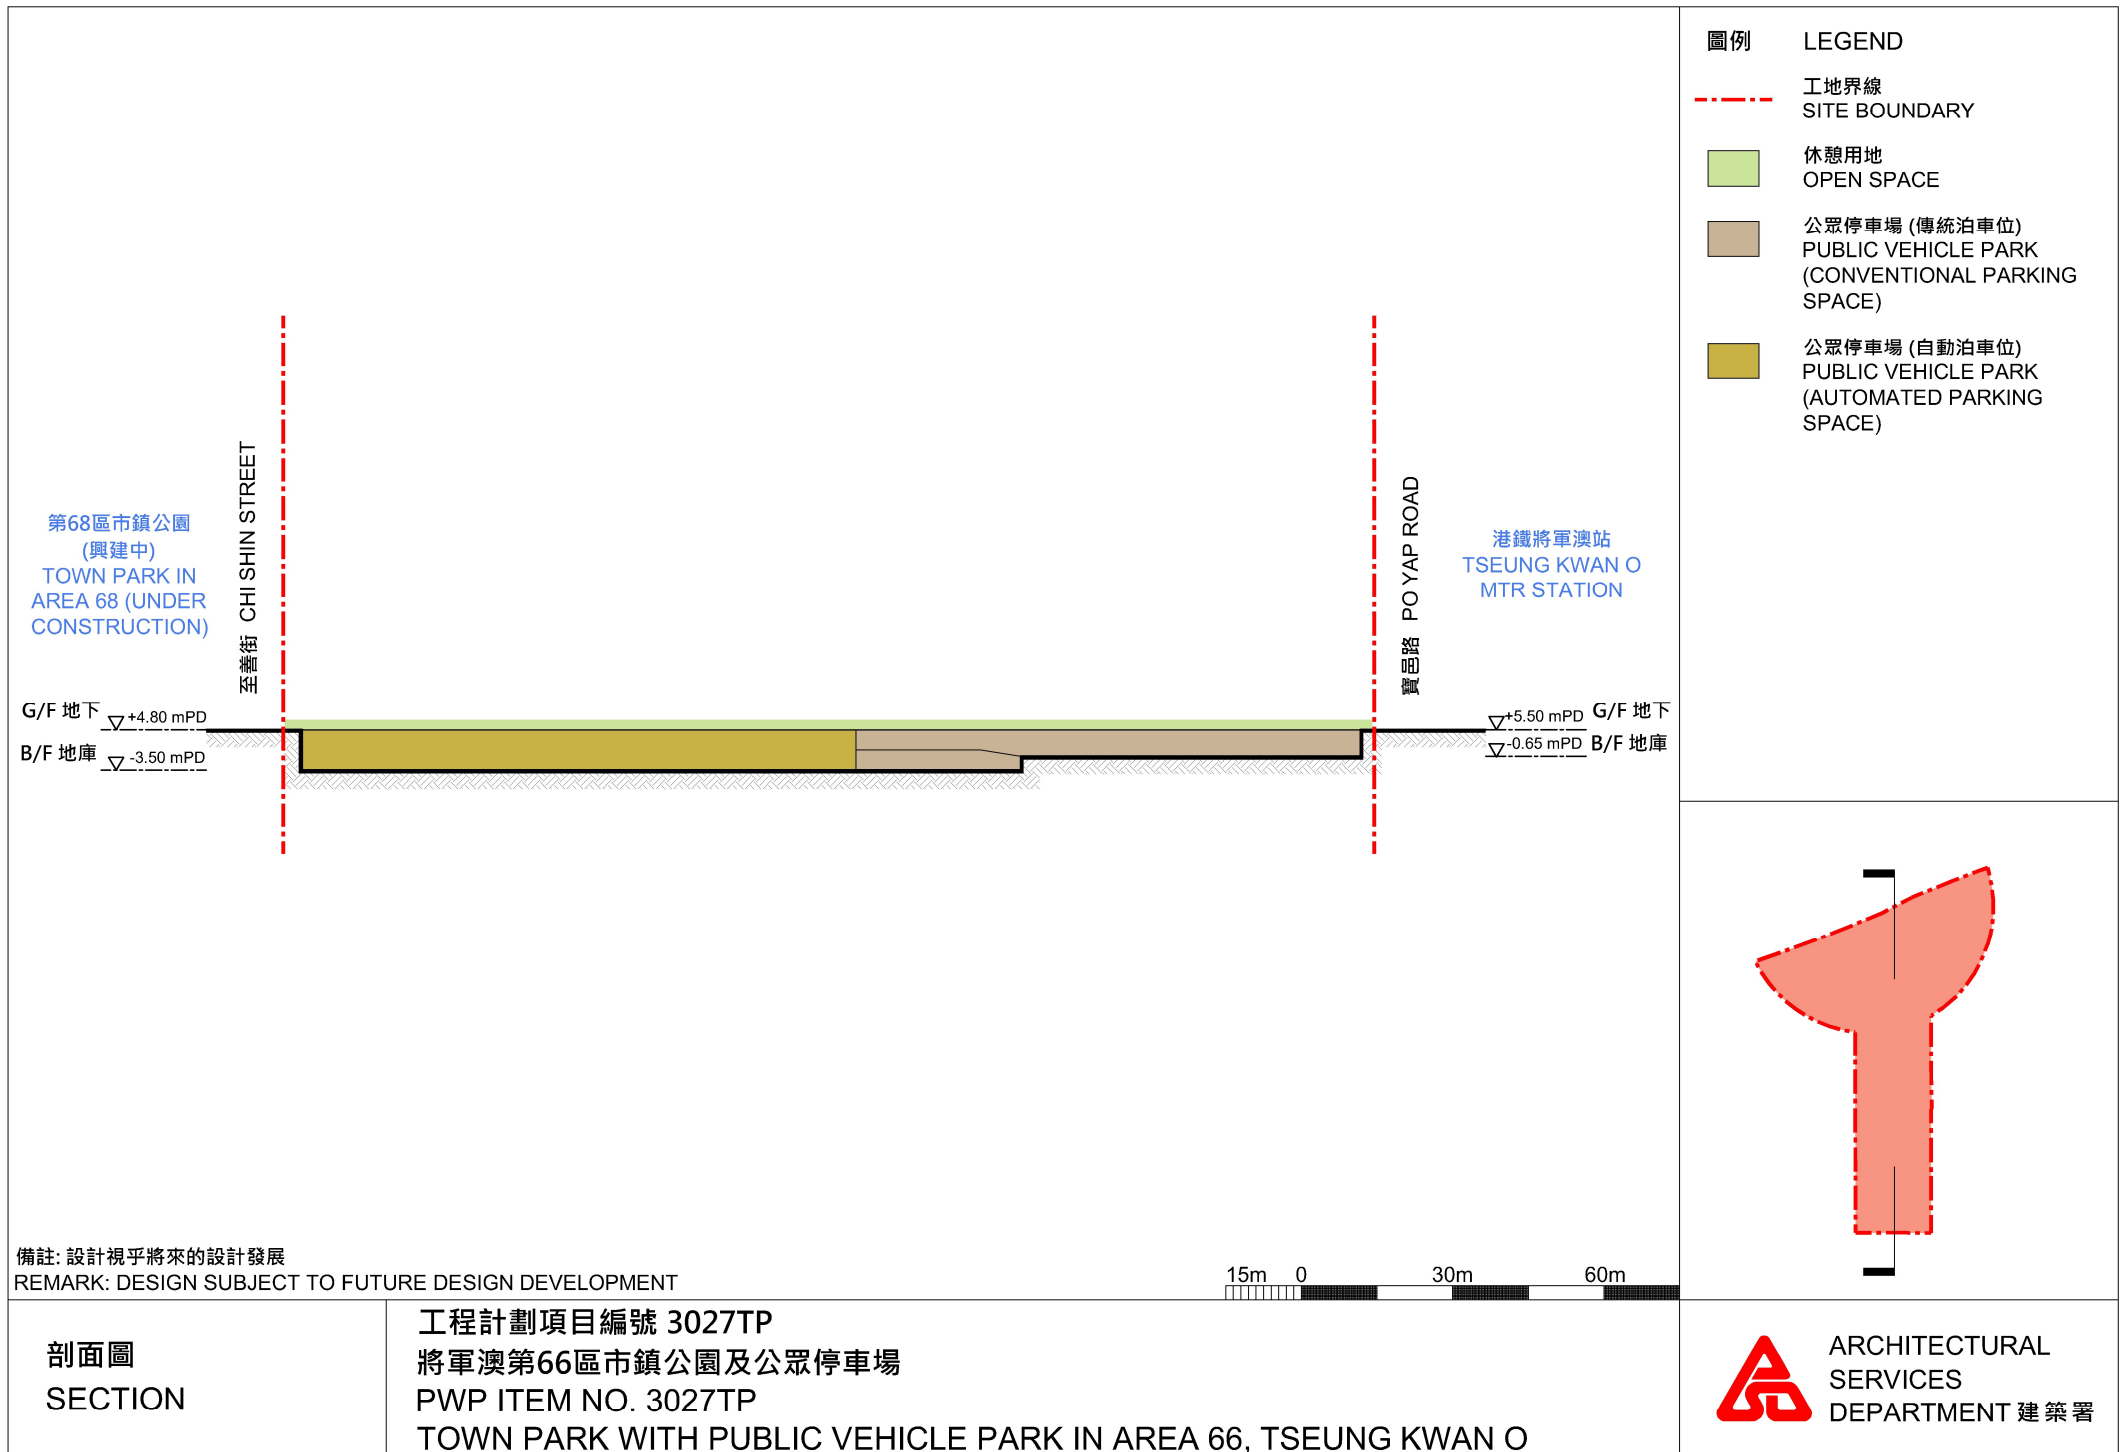 圖例 LEGEND
工地界線
SITE BOUNDARY
休憩用地
OPEN SPACE
公眾停車場 (傳統泊車位)
PUBLIC VEHICLE PARK
(CONVENTIONAL PARKING
SPACE)
公眾停車場 (自動泊車位)
PUBLIC VEHICLE PARK
(AUTOMATED PARKING
SPACE)
第68區市鎮公園
(興建中)
TOWN PARK IN
AREA 68 (UNDER
CONSTRUCTION)
至善街 CHI SHIN STREET
寶邑路 PO YAP ROAD
港鐵將軍澳站
TSEUNG KWAN O
MTR STATION
G/F 地下 +4.80 mPD
B/F 地庫 -3.50 mPD
+5.50 mPD G/F 地下
-0.65 mPD B/F 地庫
備註: 設計視乎將來的設計發展
REMARK: DESIGN SUBJECT TO FUTURE DESIGN DEVELOPMENT
15m 0 30m 60m
剖面圖
SECTION
工程計劃項目編號 3027TP
將軍澳第66區市鎮公園及公眾停車場
PWP ITEM NO. 3027TP
TOWN PARK WITH PUBLIC VEHICLE PARK IN AREA 66, TSEUNG KWAN O
ARCHITECTURAL
SERVICES
DEPARTMENT 建築署